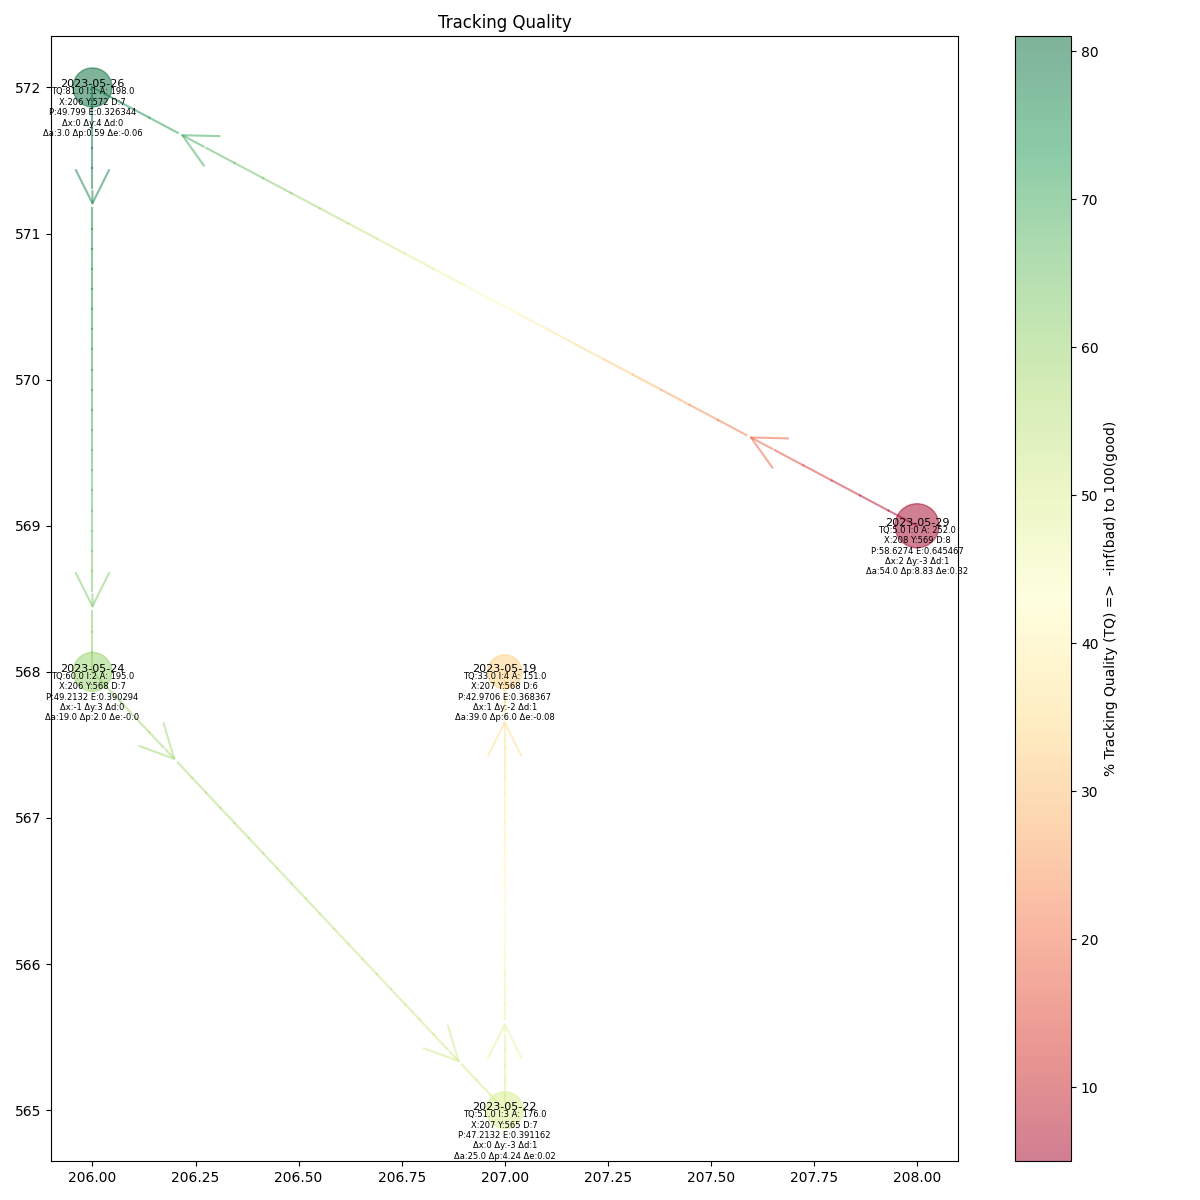 Tracking Quality
572
571
570
569
568
567
566
565
2023-05-26
TQ:81.0 I:1 A: 198.0
X:206 Y:572 D:7
P:49.799 E:0.326344
Δx:0 Δy:4 Δd:0
Δa:3.0 Δp:0.59 Δe:-0.06
2023-05-29
TQ:5.0 I:0 A: 252.0
X:208 Y:569 D:8
P:58.6274 E:0.645467
Δx:2 Δy:-3 Δd:1
Δa:54.0 Δp:8.83 Δe:0.32
2023-05-24
TQ:60.0 I:2 A: 195.0
X:206 Y:568 D:7
P:49.2132 E:0.390294
Δx:-1 Δy:3 Δd:0
Δa:19.0 Δp:2.0 Δe:-0.0
2023-05-19
TQ:33.0 I:4 A: 151.0
X:207 Y:568 D:6
P:42.9706 E:0.368367
Δx:1 Δy:-2 Δd:1
Δa:39.0 Δp:6.0 Δe:-0.08
2023-05-22
TQ:51.0 I:3 A: 176.0
X:207 Y:565 D:7
P:47.2132 E:0.391162
Δx:0 Δy:-3 Δd:1
Δa:25.0 Δp:4.24 Δe:0.02
206.00 206.25 206.50 206.75 207.00 207.25 207.50 207.75 208.00
80
70
60
50
40
30
20
10
% Tracking Quality (TQ) => -inf(bad) to 100(good)